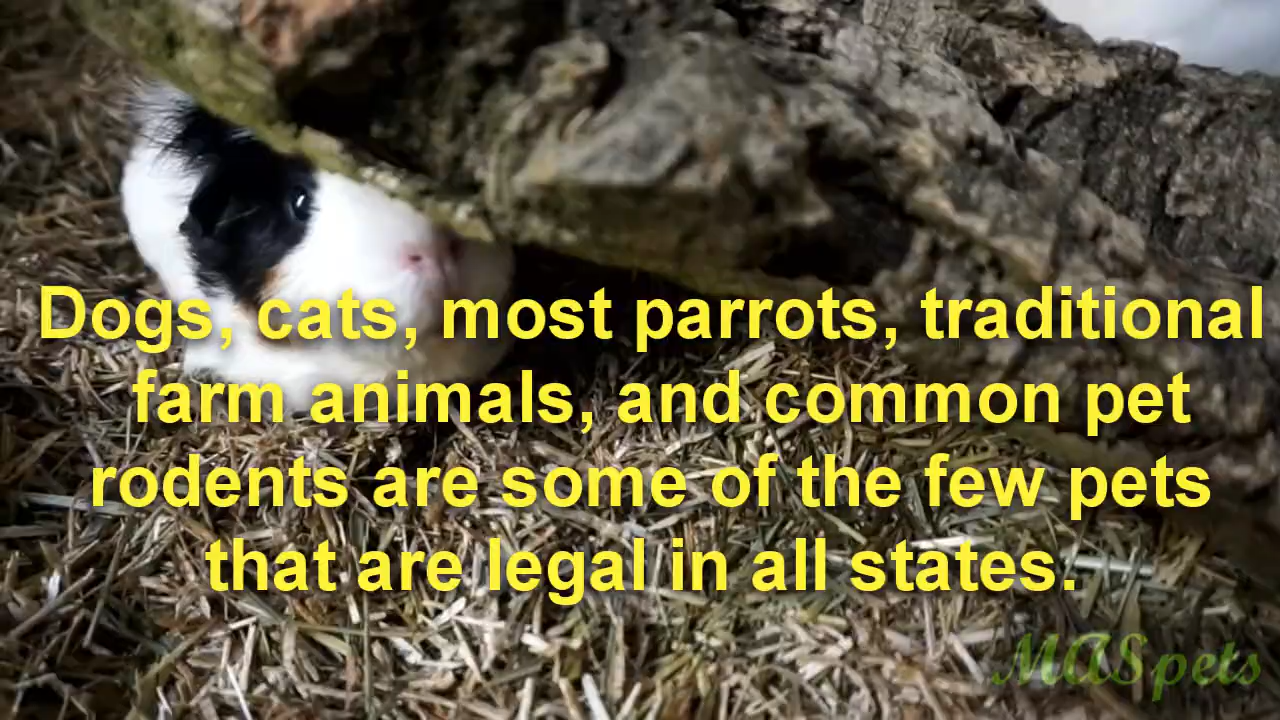 Dogs, cats, most parrots, traditional
farm animals, and common pet
rodents are some of the few pets
that are legal in all states.
MASpets